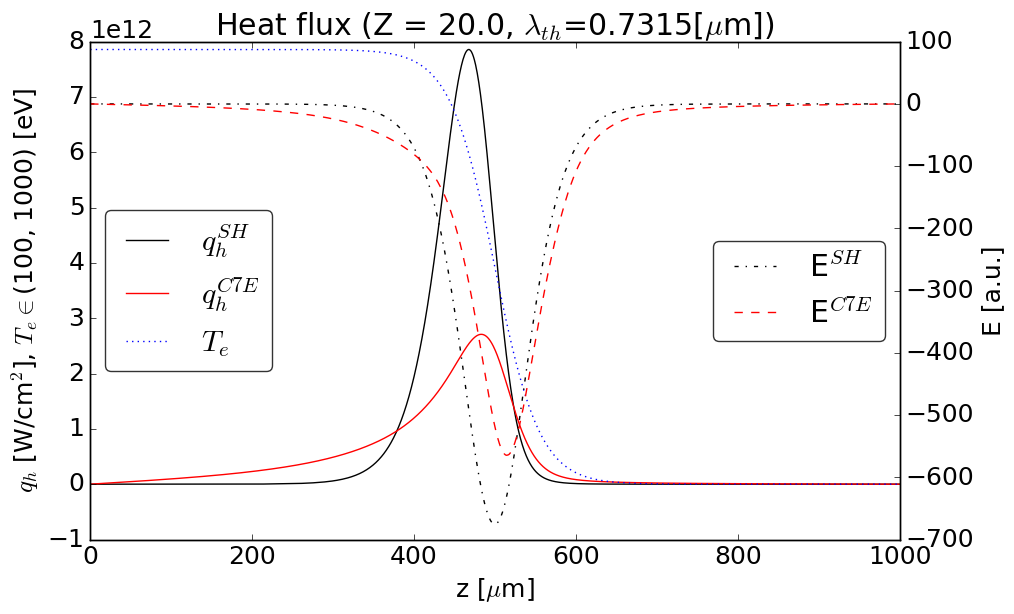 Heat flux (Z = 20.0, λ_th=0.7315[μm])
1e12
8
7
6
5
4
3
2
1
0
−1
q_h [W/cm²], T_e ∈ (100, 1000) [eV]
q_h^SH
q_h^C7E
T_e
E^SH
E^C7E
100
0
−100
−200
−300
−400
−500
−600
−700
E [a.u.]
0 200 400 600 800 1000
z [μm]